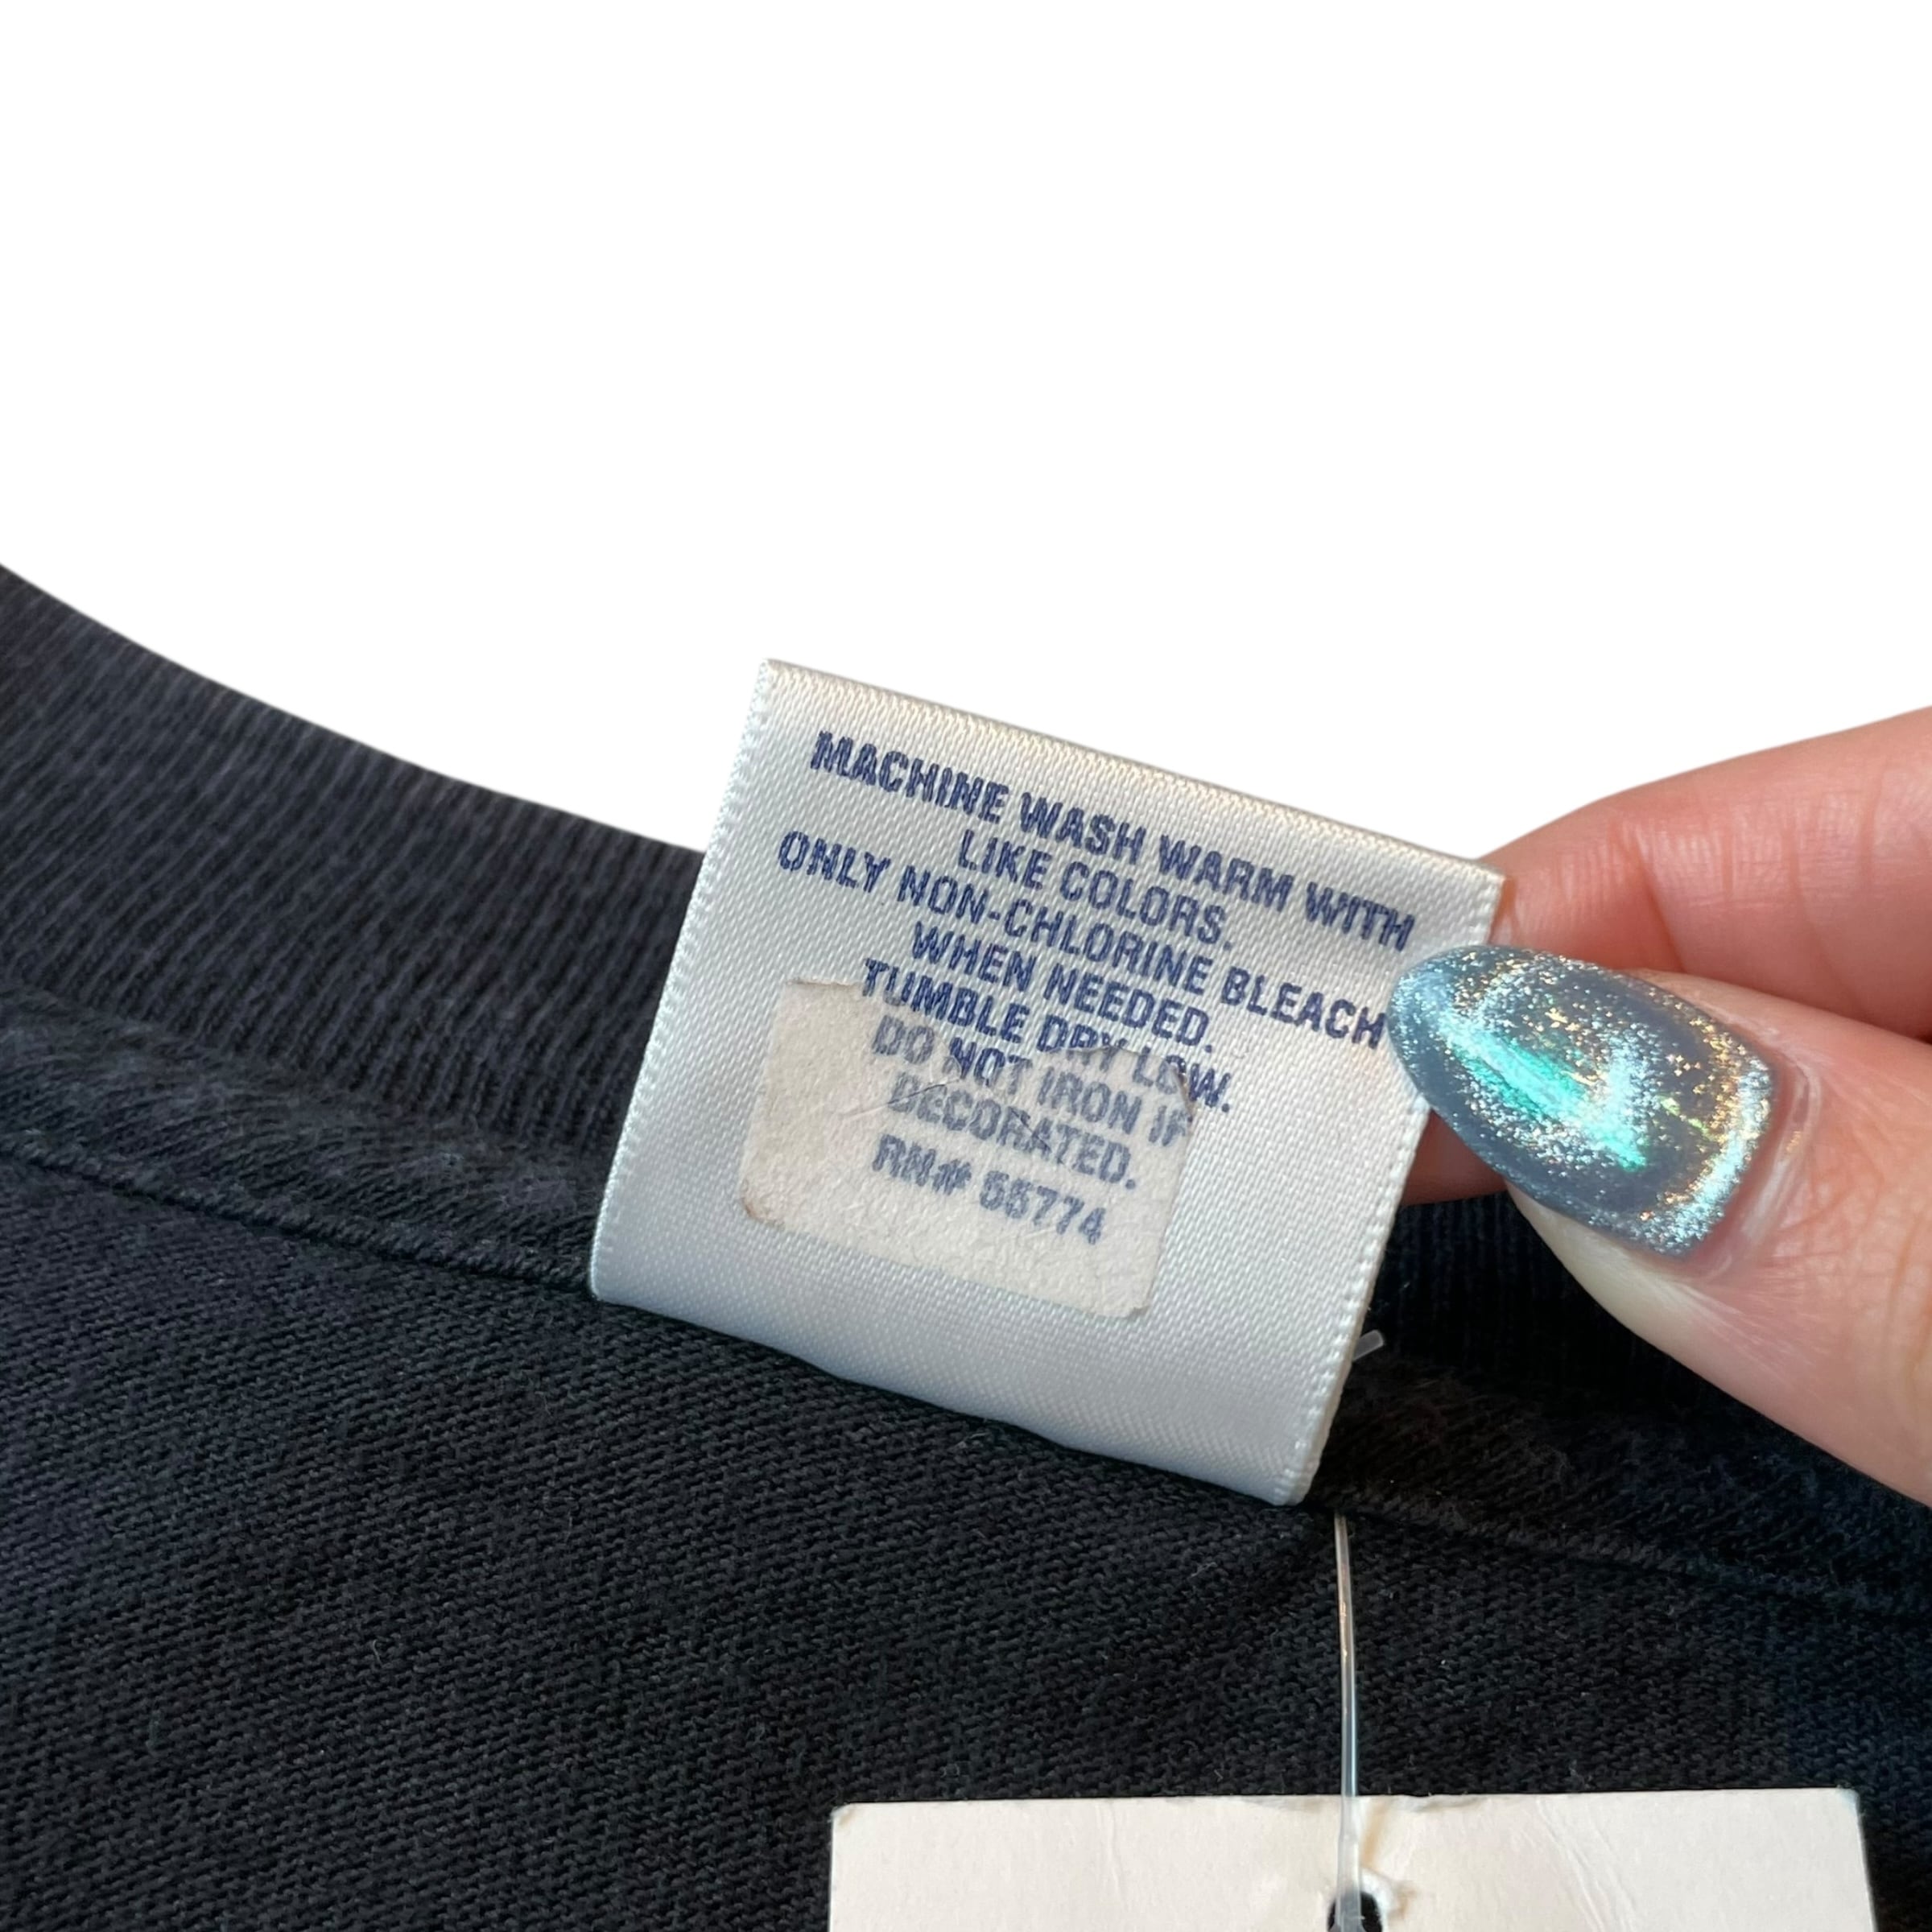 MACHINE WASH WARM WITH
LIKE COLORS.
ONLY NON-CHLORINE BLEACH
WHEN NEEDED.
TUMBLE DRY LOW.
DO NOT IRON IF
DECORATED.
RN# 55774